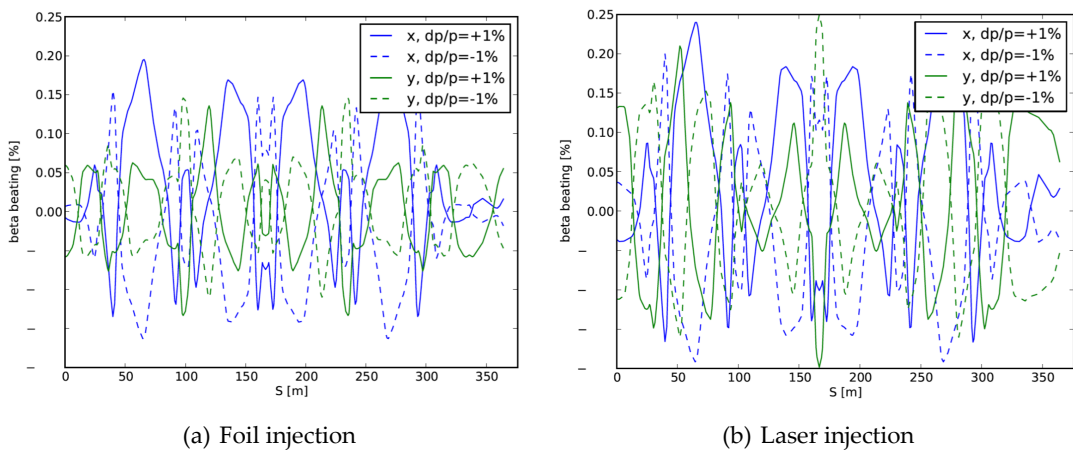 0.25
0.20
0.15
0.10
0.05
0.00
−
−
−
−
beta beating [%]
x, dp/p=+1%
x, dp/p=-1%
y, dp/p=+1%
y, dp/p=-1%
0 50 100 150 200 250 300 350
S [m]
(a) Foil injection
0.25
0.20
0.15
0.10
0.05
0.00
−
−
−
−
beta beating [%]
x, dp/p=+1%
x, dp/p=-1%
y, dp/p=+1%
y, dp/p=-1%
0 50 100 150 200 250 300 350
S [m]
(b) Laser injection